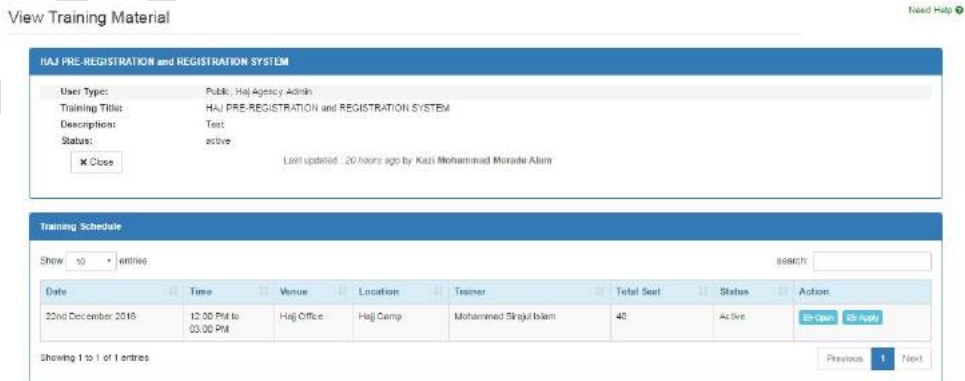 Need Help
View Training Material
HAJ PRE-REGISTRATION and REGISTRATION SYSTEM
User Type: Public, Haj Agency Admin
Training Title: HAJ PRE-REGISTRATION and REGISTRATION SYSTEM
Description: Test
Status: active
Close Last updated : 20 hours ago by Kazi Mohammad Morade Alam
Training Schedule
Show 10 entries search:
Date Time Venue Location Trainer Total Seat Status Action
22nd December 2016 12:00 PM to Hajj Office Hajj Camp Mohammad Sirajul Islam 40 Active Open Apply
03:00 PM
Showing 1 to 1 of 1 entries Previous 1 Next